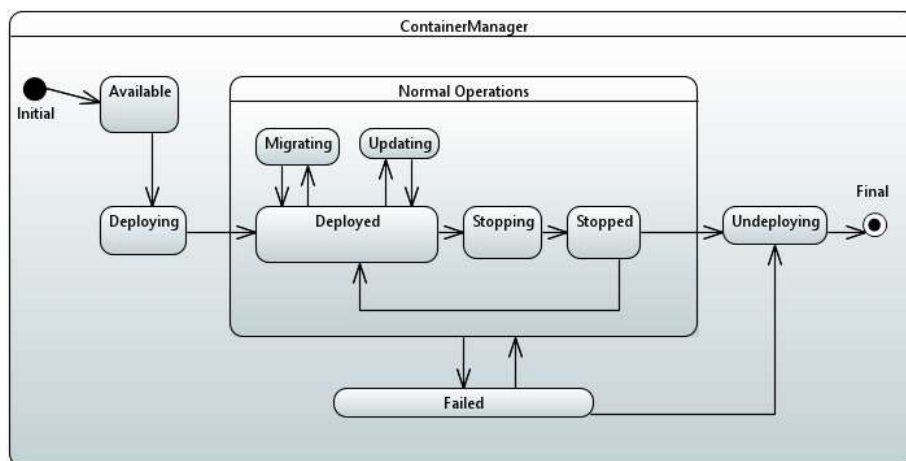 ContainerManager
Initial
Available
Normal Operations
Migrating
Updating
Deploying
Deployed
Stopping
Stopped
Undeploying
Final
Failed